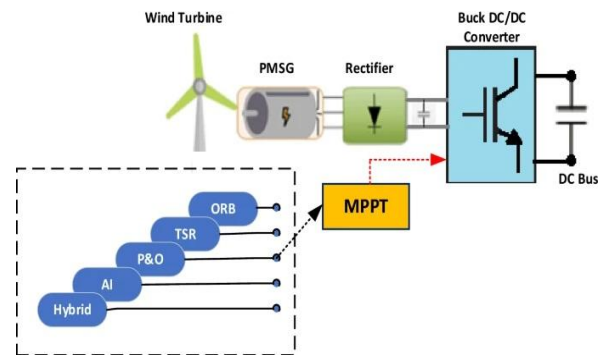 Wind Turbine
Buck DC/DC
Converter
PMSG
Rectifier
DC Bus
MPPT
ORB
TSR
P&O
AI
Hybrid